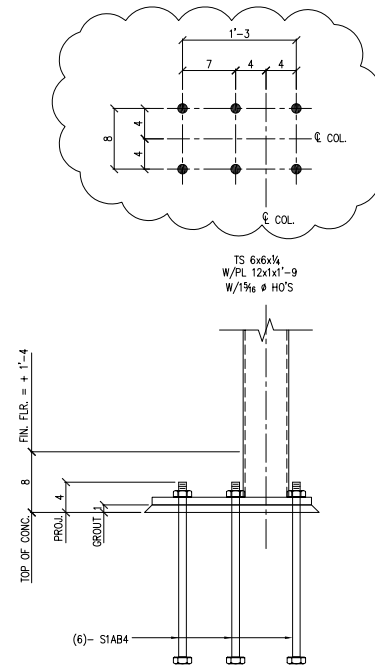 1'-3
7 4 4
8
4
4
℄ COL.
℄ COL.
TS 6x6x¼
W/PL 12x1x1'-9
W/1⁵⁄₁₆ ø HO'S
FIN. FLR. = + 1'-4
8
TOP OF CONC.
4
PROJ.
1
GROUT
(6)- S1AB4